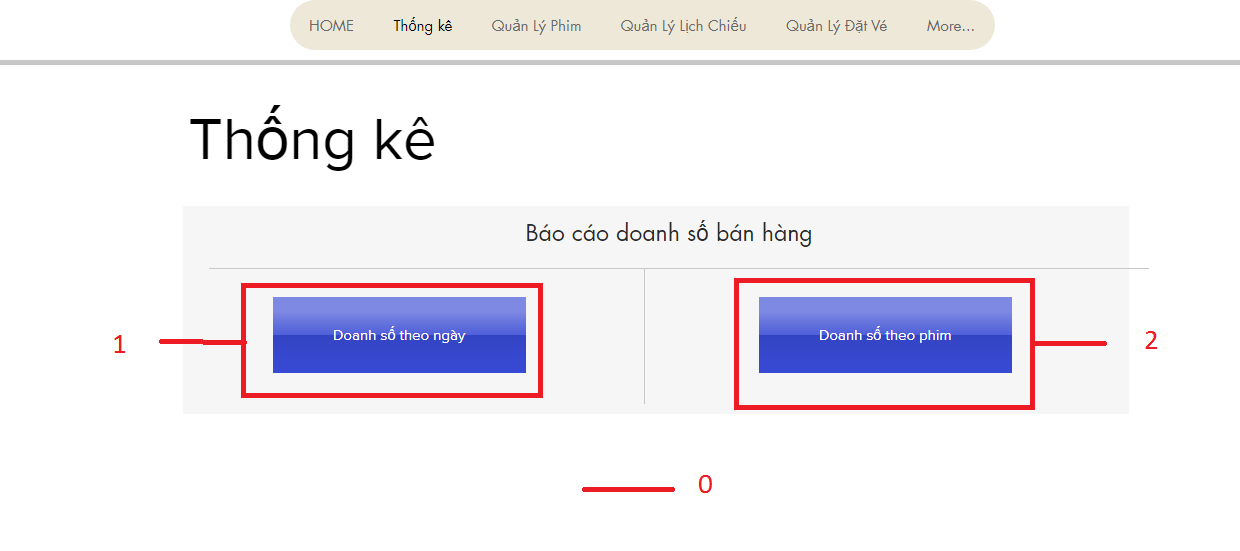 HOME Thống kê Quản Lý Phim Quản Lý Lịch Chiếu Quản Lý Đặt Vé More...
Thống kê
Báo cáo doanh số bán hàng
1 Doanh số theo ngày Doanh số theo phim 2
0